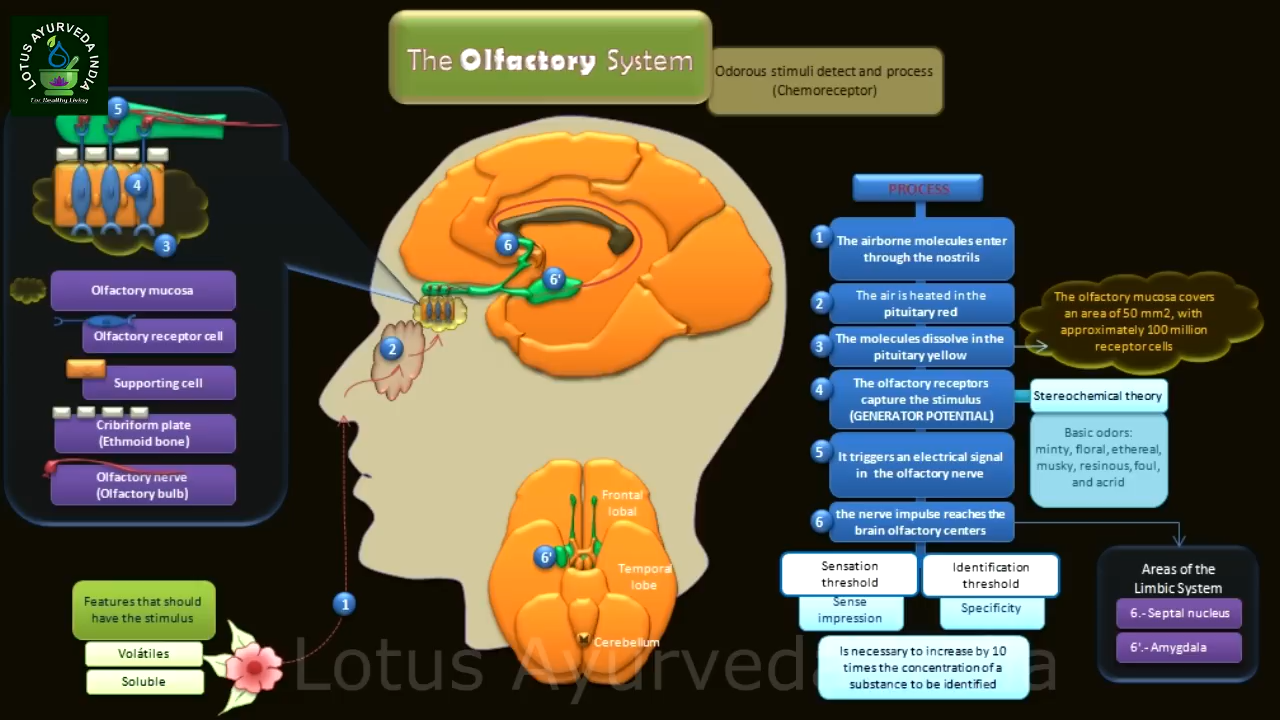 LOTUS AYURVEDA INDIA
For Healthy Living
The Olfactory System
Odorous stimuli detect and process
(Chemoreceptor)
5
4
3
Olfactory mucosa
Olfactory receptor cell
Supporting cell
Cribriform plate
(Ethmoid bone)
Olfactory nerve
(Olfactory bulb)
Features that should
have the stimulus
Volátiles
Soluble
1
2
6
6'
6'
Frontal
lobal
Temporal
lobe
Cerebellum
PROCESS
1
The airborne molecules enter
through the nostrils
2
The air is heated in the
pituitary red
3
The molecules dissolve in the
pituitary yellow
4
The olfactory receptors
capture the stimulus
(GENERATOR POTENTIAL)
5
It triggers an electrical signal
in the olfactory nerve
6
the nerve impulse reaches the
brain olfactory centers
The olfactory mucosa covers
an area of 50 mm2, with
approximately 100 million
receptor cells
Stereochemical theory
Basic odors:
minty, floral, ethereal,
musky, resinous, foul,
and acrid
Sensation
threshold
Sense
impression
Identification
threshold
Specificity
Is necessary to increase by 10
times the concentration of a
substance to be identified
Areas of the
Limbic System
6.- Septal nucleus
6'.- Amygdala
Lotus Ayurveda India